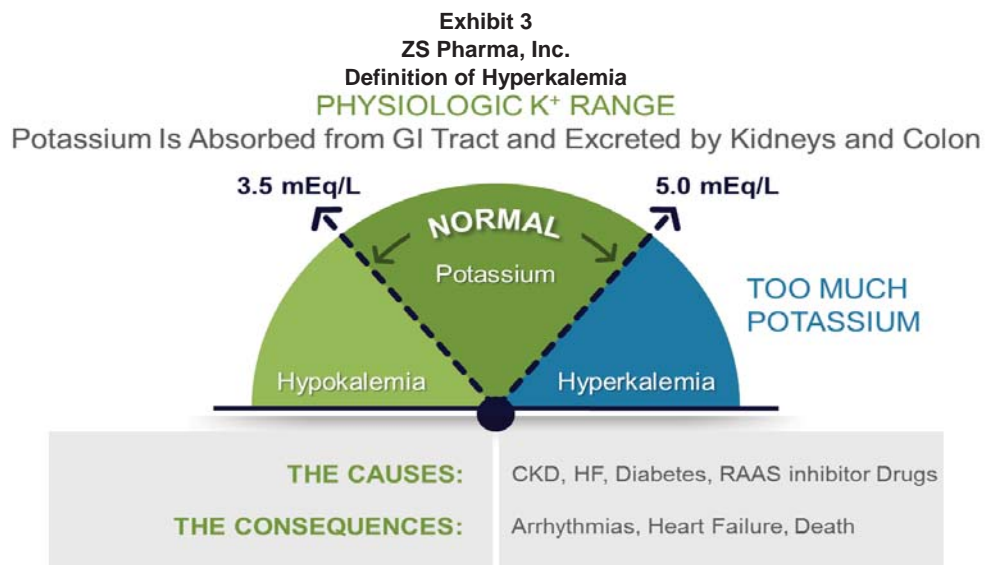 Exhibit 3
ZS Pharma, Inc.
Definition of Hyperkalemia
PHYSIOLOGIC K⁺ RANGE
Potassium Is Absorbed from GI Tract and Excreted by Kidneys and Colon
3.5 mEq/L
5.0 mEq/L
NORMAL
Potassium
TOO MUCH
POTASSIUM
Hypokalemia
Hyperkalemia
THE CAUSES: CKD, HF, Diabetes, RAAS inhibitor Drugs
THE CONSEQUENCES: Arrhythmias, Heart Failure, Death